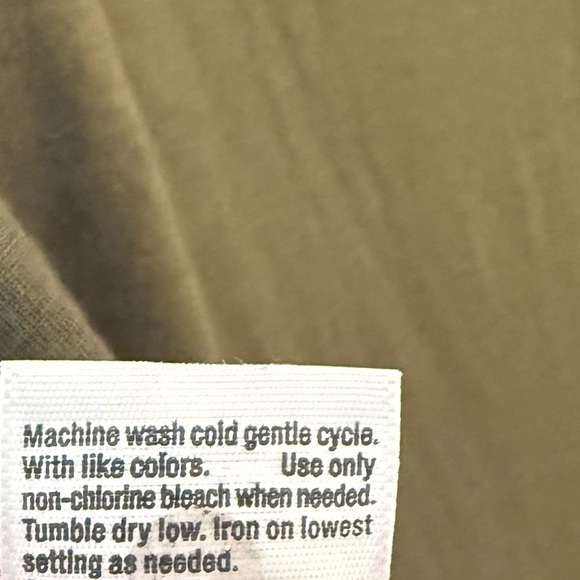 Machine wash cold gentle cycle.
With like colors. Use only
non-chlorine bleach when needed.
Tumble dry low. Iron on lowest
setting as needed.